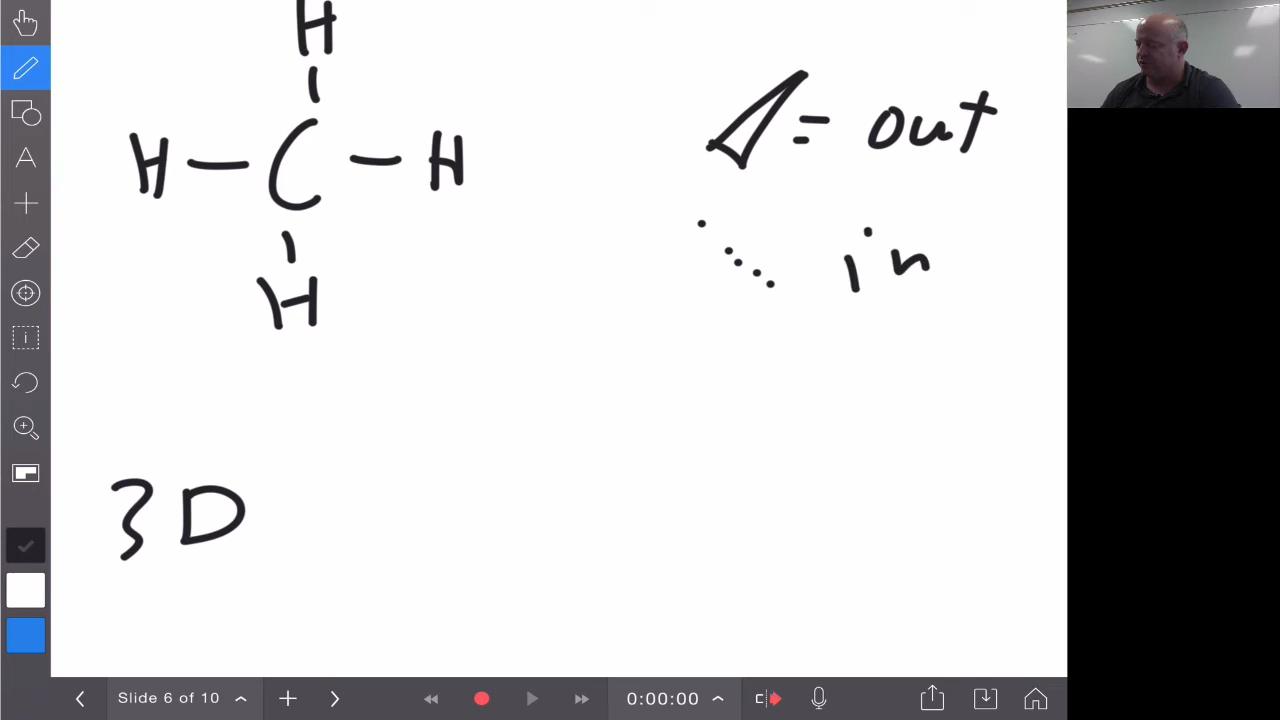 H
H — C — H
H
= out
in
3D
Slide 6 of 10
0:00:00